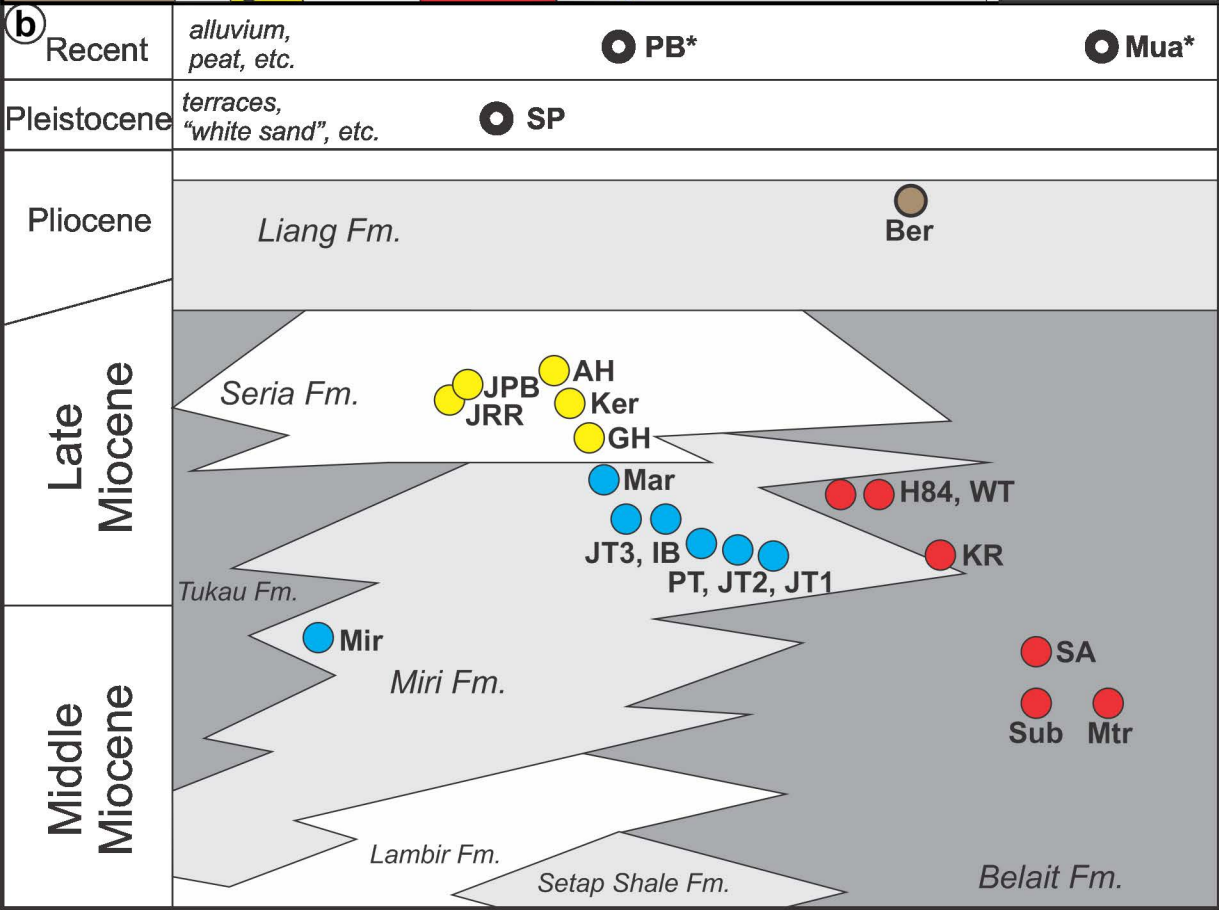 b
Recent
alluvium,
peat, etc.
PB*
Mua*
Pleistocene
terraces,
“white sand”, etc.
SP
Pliocene
Liang Fm.
Ber
Late
Miocene
Seria Fm.
JPB
JRR
AH
Ker
GH
Mar
JT3, IB
PT, JT2, JT1
H84, WT
KR
Tukau Fm.
Middle
Miocene
Mir
Miri Fm.
SA
Sub
Mtr
Lambir Fm.
Setap Shale Fm.
Belait Fm.